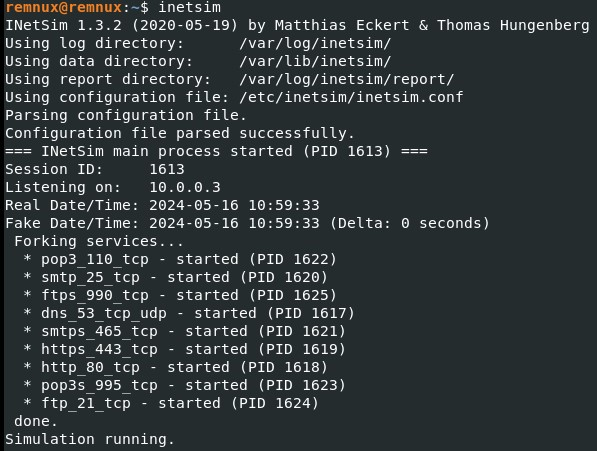 remnux@remnux:~$ inetsim
INetSim 1.3.2 (2020-05-19) by Matthias Eckert & Thomas Hungenberg
Using log directory:      /var/log/inetsim/
Using data directory:     /var/lib/inetsim/
Using report directory:   /var/log/inetsim/report/
Using configuration file: /etc/inetsim/inetsim.conf
Parsing configuration file.
Configuration file parsed successfully.
=== INetSim main process started (PID 1613) ===
Session ID:     1613
Listening on:   10.0.0.3
Real Date/Time: 2024-05-16 10:59:33
Fake Date/Time: 2024-05-16 10:59:33 (Delta: 0 seconds)
 Forking services...
  * pop3_110_tcp - started (PID 1622)
  * smtp_25_tcp - started (PID 1620)
  * ftps_990_tcp - started (PID 1625)
  * dns_53_tcp_udp - started (PID 1617)
  * smtps_465_tcp - started (PID 1621)
  * https_443_tcp - started (PID 1619)
  * http_80_tcp - started (PID 1618)
  * pop3s_995_tcp - started (PID 1623)
  * ftp_21_tcp - started (PID 1624)
 done.
Simulation running.